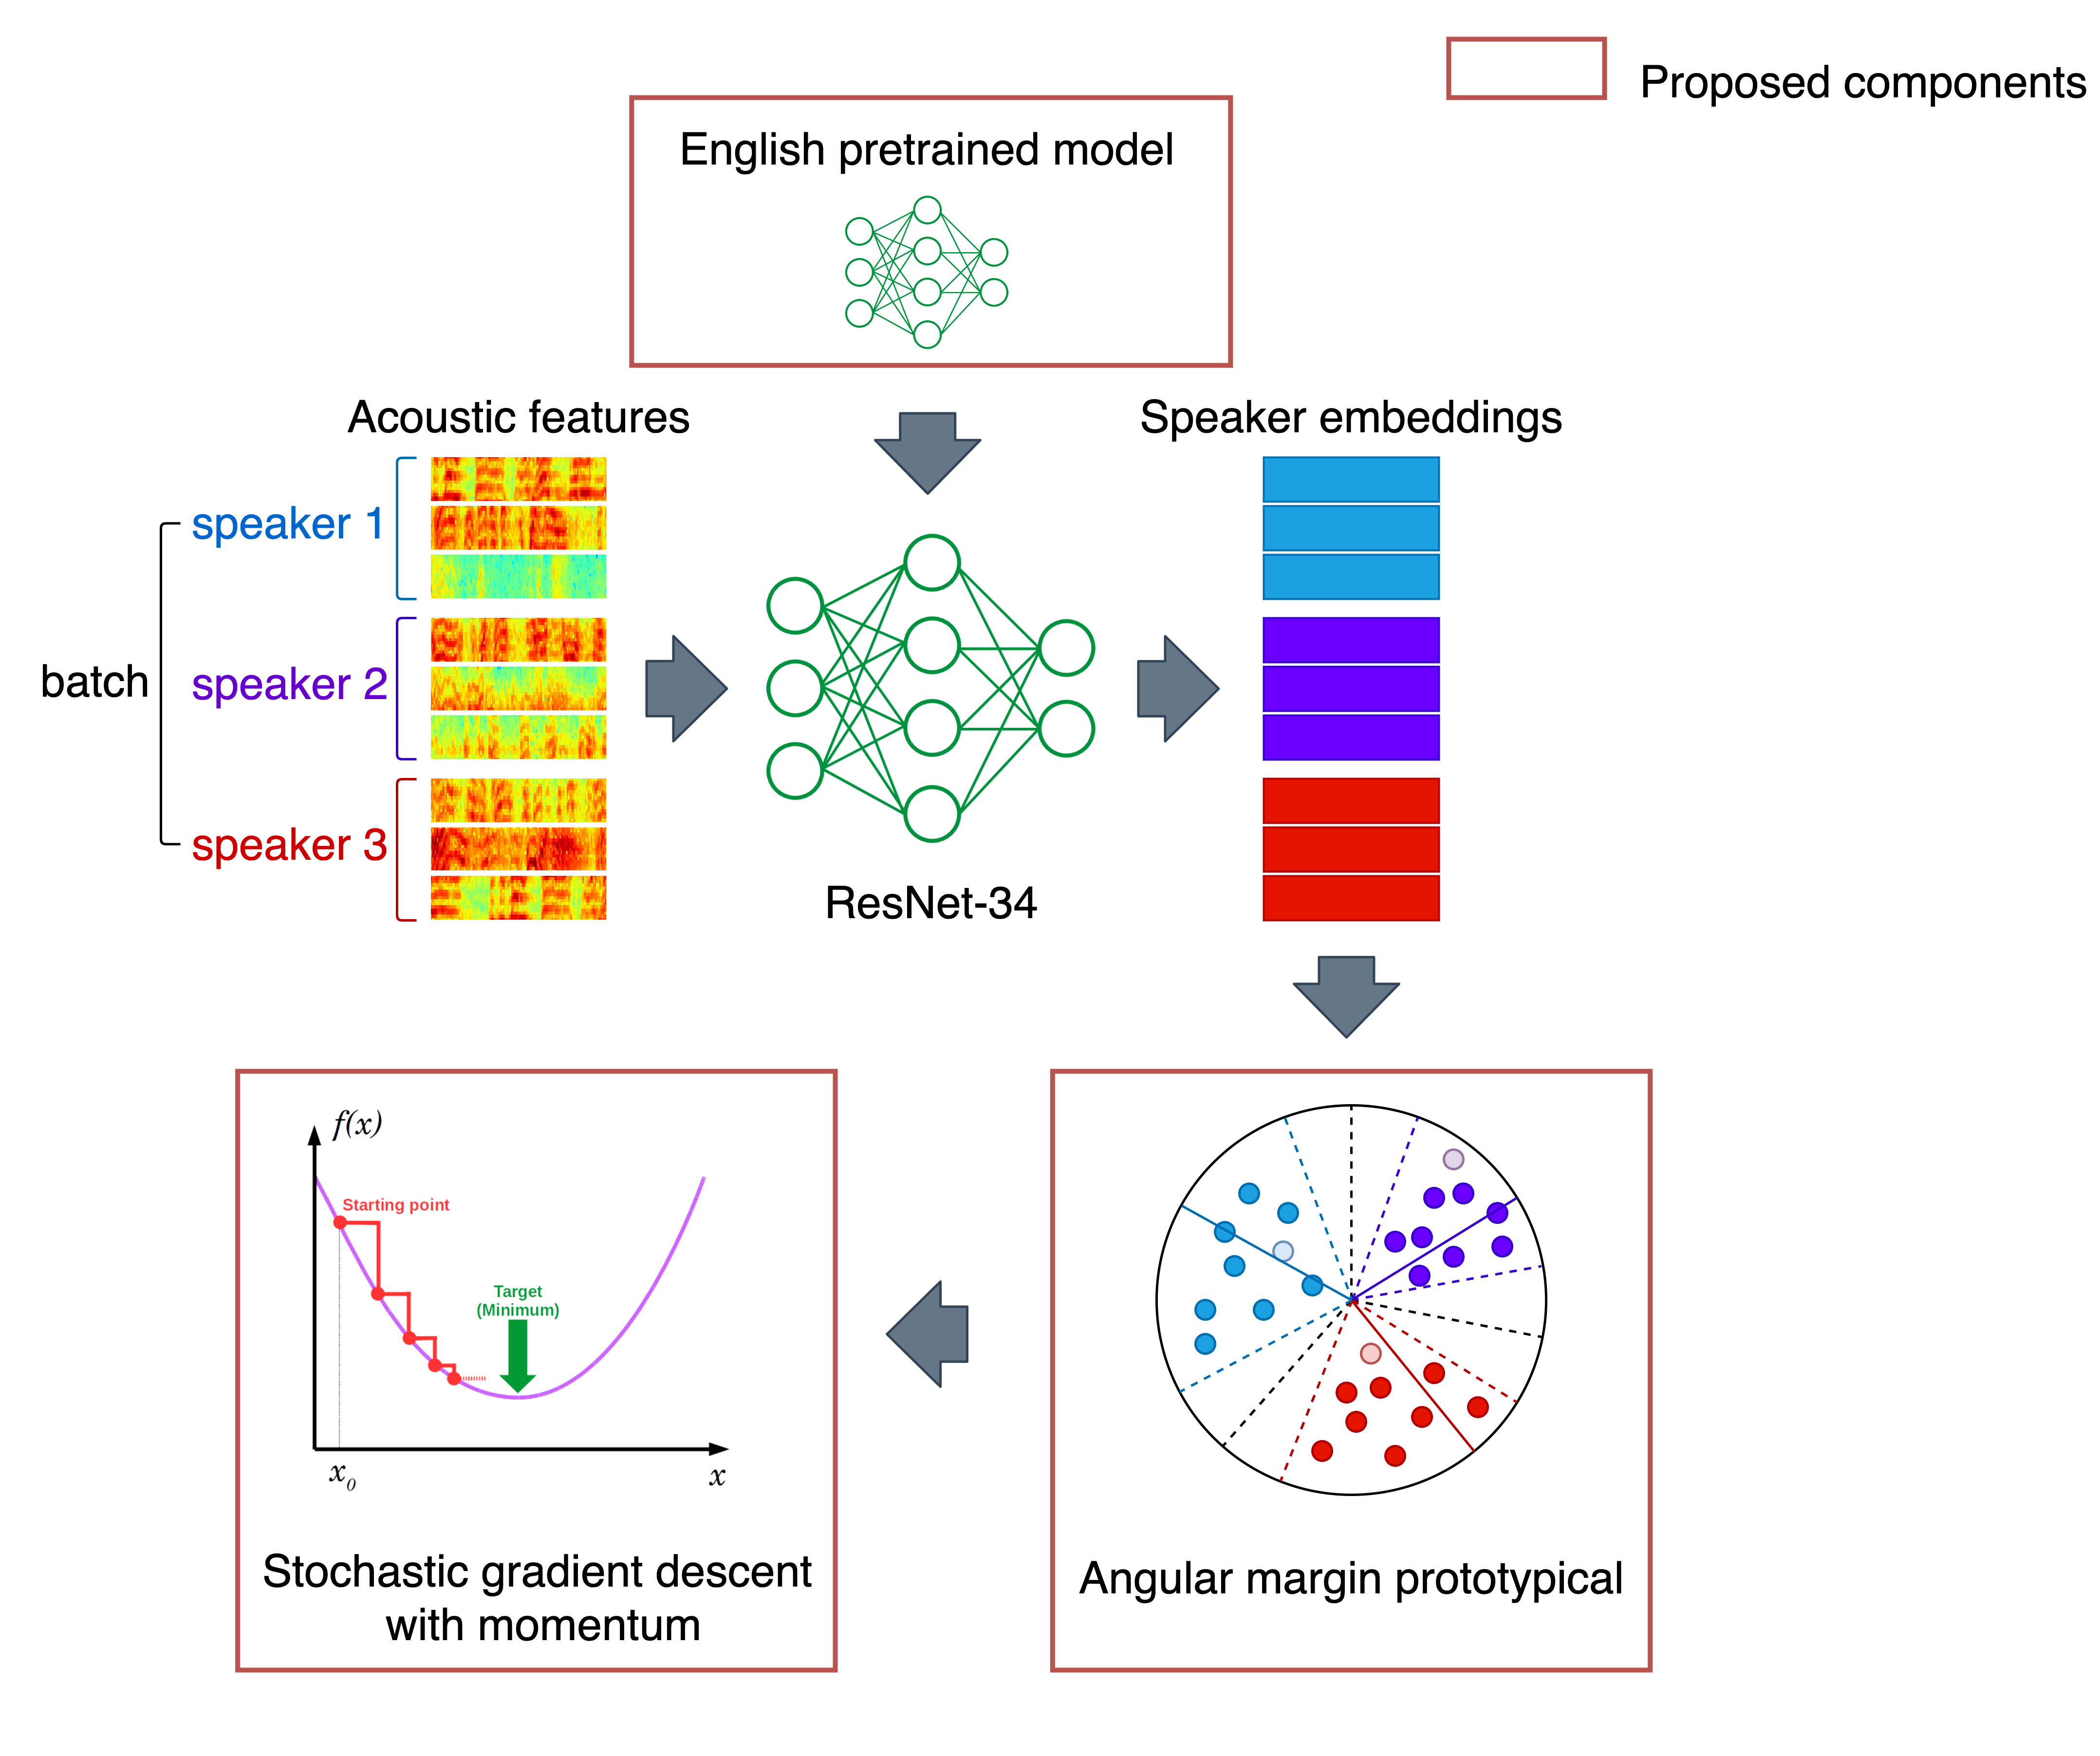 Proposed components
English pretrained model
Acoustic features
Speaker embeddings
speaker 1
batch
speaker 2
speaker 3
ResNet-34
f(x)
Starting point
Target
(Minimum)
x₀
x
Stochastic gradient descent
with momentum
Angular margin prototypical